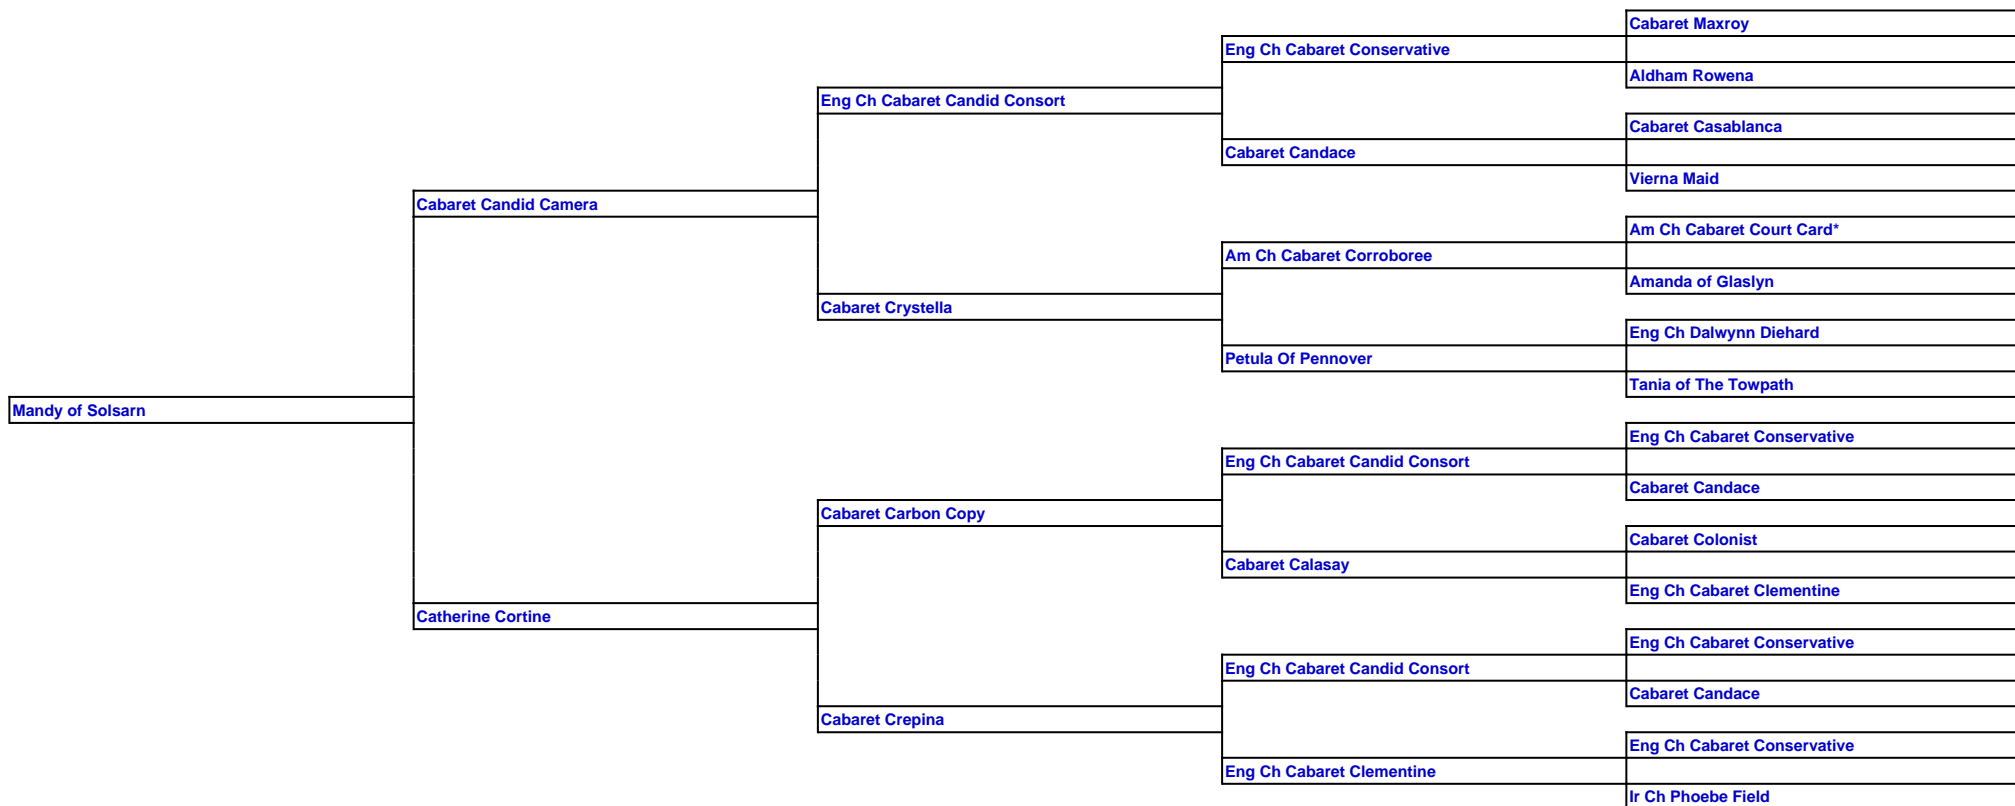 Cabaret Maxroy
Eng Ch Cabaret Conservative
Aldham Rowena
Eng Ch Cabaret Candid Consort
Cabaret Casablanca
Cabaret Candace
Vierna Maid
Cabaret Candid Camera
Am Ch Cabaret Court Card*
Am Ch Cabaret Corroboree
Amanda of Glaslyn
Cabaret Crystella
Eng Ch Dalwynn Diehard
Petula Of Pennover
Tania of The Towpath
Mandy of Solsarn
Eng Ch Cabaret Conservative
Eng Ch Cabaret Candid Consort
Cabaret Candace
Cabaret Carbon Copy
Cabaret Colonist
Cabaret Calasay
Eng Ch Cabaret Clementine
Catherine Cortine
Eng Ch Cabaret Conservative
Eng Ch Cabaret Candid Consort
Cabaret Candace
Cabaret Crepina
Eng Ch Cabaret Conservative
Eng Ch Cabaret Clementine
Ir Ch Phoebe Field